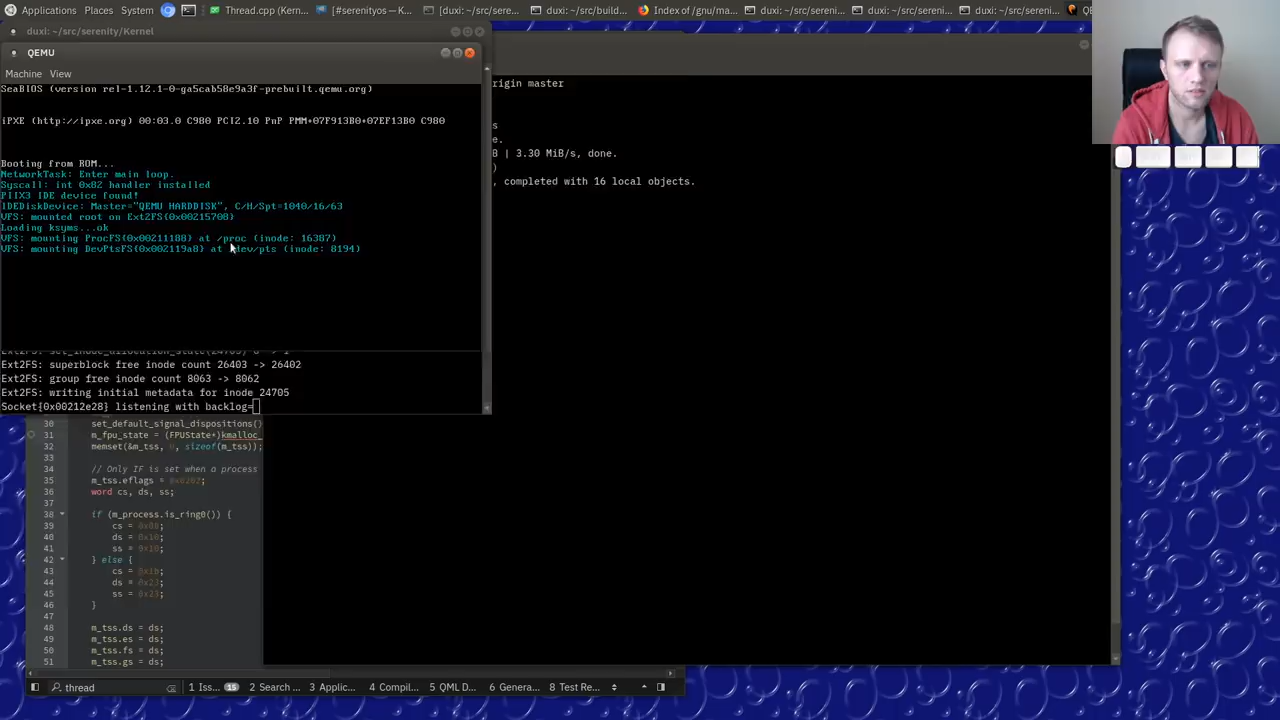 Applications Places System Thread.cpp (Kern... [#serenityos — K... [duxi: ~/src/se... duxi: ~/src/build... Index of /gnu/ma... duxi: ~/src/sereni... duxi: ~/src/sereni... duxi: ~/src/sereni...
duxi: ~/src/serenity/Kernel
QEMU
Machine View
SeaBIOS (version rel-1.12.1-0-ga5cab58e9a3f-prebuilt.qemu.org)
iPXE (http://ipxe.org) 00:03.0 C980 PCI2.10 PnP PMM+07F913B0+07EF13B0 C980
Booting from ROM...
NetworkTask: Enter main loop.
Syscall: int 0x82 handler installed
PIIX3 IDE device found!
IDEDiskDevice: Master="QEMU HARDDISK", C/H/Spt=1040/16/63
VFS: mounted root on Ext2FS{0x00215708}
Loading ksyms...ok
VFS: mounting ProcFS{0x00211188} at /proc (inode: 16387)
VFS: mounting DevPtsFS{0x002119a8} at /dev/pts (inode: 8194)
Ext2FS: set_inode_allocation_state(24705) 0 -> 1
Ext2FS: superblock free inode count 26403 -> 26402
Ext2FS: group free inode count 8063 -> 8062
Ext2FS: writing initial metadata for inode 24705
Socket{0x00212e28} listening with backlog=
rigin master
s
e.
B | 3.30 MiB/s, done.
)
, completed with 16 local objects.
30 set_default_signal_dispositions()
31 m_fpu_state = (FPUState*)kmalloc_
32 memset(&m_tss, 0, sizeof(m_tss));
33
34 // Only IF is set when a process
35 m_tss.eflags = 0x0202;
36 word cs, ds, ss;
37
38 if (m_process.is_ring0()) {
39 cs = 0x08;
40 ds = 0x10;
41 ss = 0x10;
42 } else {
43 cs = 0x1b;
44 ds = 0x23;
45 ss = 0x23;
46 }
47
48 m_tss.ds = ds;
49 m_tss.es = ds;
50 m_tss.fs = ds;
51 m_tss.gs = ds;
thread 1 Iss... 15 2 Search ... 3 Applic... 4 Compil... 5 QML D... 6 Genera... 8 Test Re...